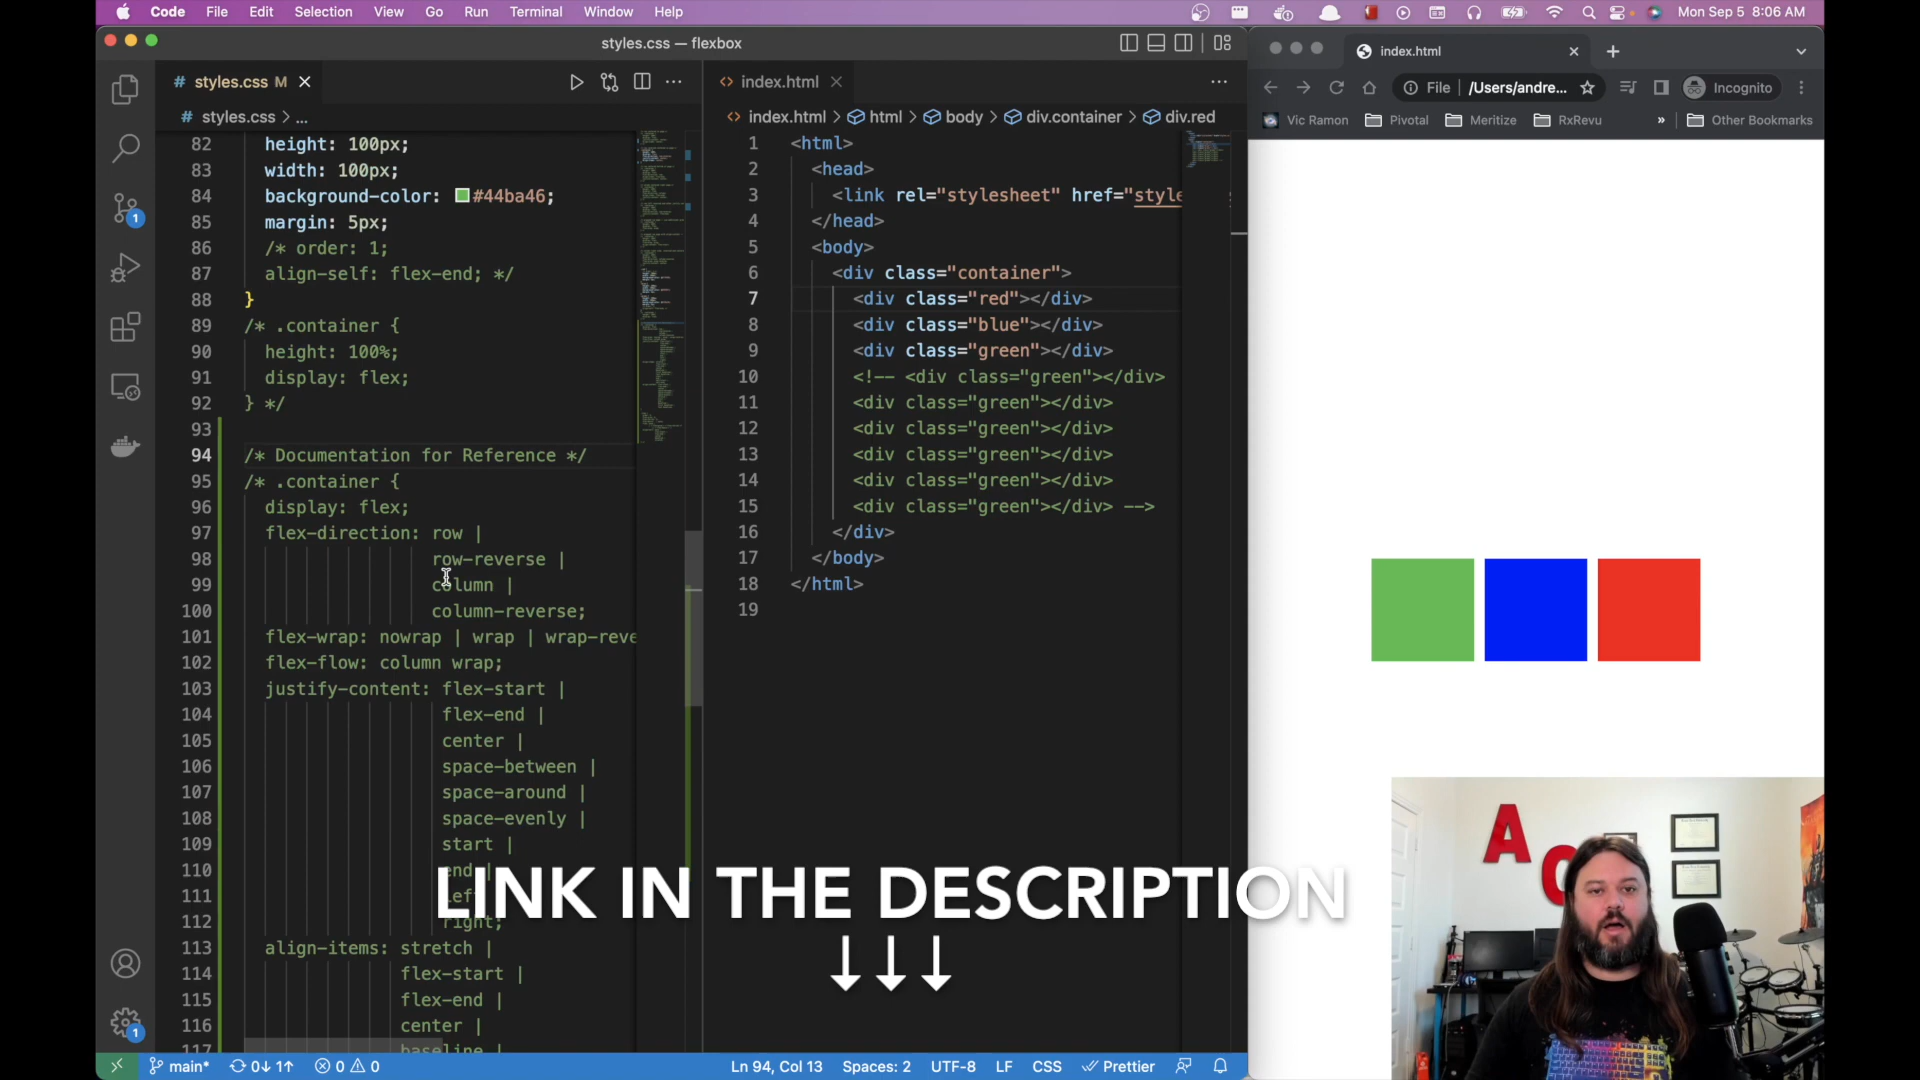 Code File Edit Selection View Go Run Terminal Window Help Mon Sep 5 8:06 AM
styles.css — flexbox
# styles.css M
# styles.css > ...
82 height: 100px;
83 width: 100px;
84 background-color: #44ba46;
85 margin: 5px;
86 /* order: 1;
87 align-self: flex-end; */
88 }
89 /* .container {
90 height: 100%;
91 display: flex;
92 } */
93
94 /* Documentation for Reference */
95 /* .container {
96 display: flex;
97 flex-direction: row |
98 row-reverse |
99 column |
100 column-reverse;
101 flex-wrap: nowrap | wrap | wrap-reve
102 flex-flow: column wrap;
103 justify-content: flex-start |
104 flex-end |
105 center |
106 space-between |
107 space-around |
108 space-evenly |
109 start |
110 end |
111 lef
112 right;
113 align-items: stretch |
114 flex-start |
115 flex-end |
116 center |
117 baseline |
<> index.html
<> index.html > html > body > div.container > div.red
1 <html>
2 <head>
3 <link rel="stylesheet" href="style
4 </head>
5 <body>
6 <div class="container">
7 <div class="red"></div>
8 <div class="blue"></div>
9 <div class="green"></div>
10 <!-- <div class="green"></div>
11 <div class="green"></div>
12 <div class="green"></div>
13 <div class="green"></div>
14 <div class="green"></div>
15 <div class="green"></div> -->
16 </div>
17 </body>
18 </html>
19
index.html
File /Users/andre... Incognito
Vic Ramon Pivotal Meritize RxRevu » Other Bookmarks
A
LINK IN THE DESCRIPTION
↓↓↓
1
1
main* 0↓ 1↑ 0 0 Ln 94, Col 13 Spaces: 2 UTF-8 LF CSS Prettier